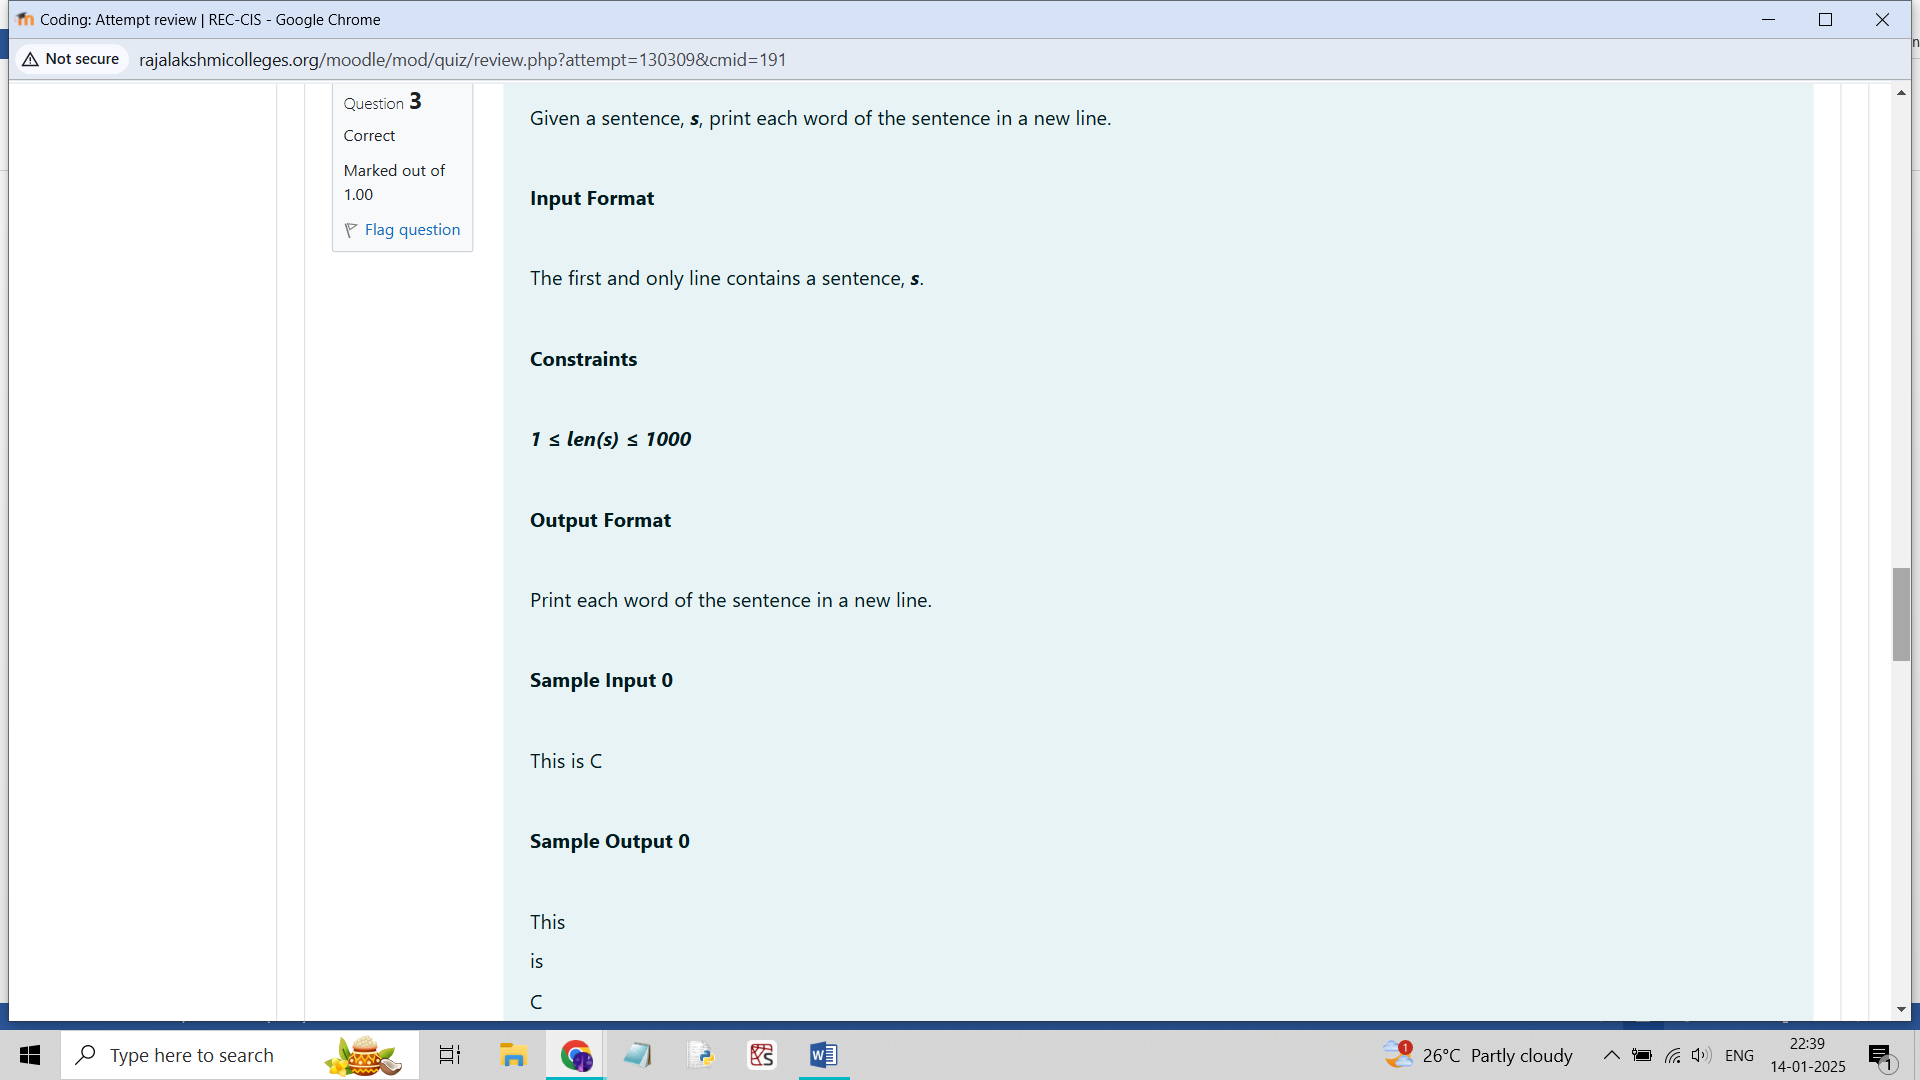 Coding: Attempt review | REC-CIS - Google Chrome
Not secure
rajalakshmicolleges.org/moodle/mod/quiz/review.php?attempt=130309&cmid=191
Question 3
Correct
Marked out of
1.00
Flag question
Given a sentence, s, print each word of the sentence in a new line.
Input Format
The first and only line contains a sentence, s.
Constraints
1 ≤ len(s) ≤ 1000
Output Format
Print each word of the sentence in a new line.
Sample Input 0
This is C
Sample Output 0
This
is
C
Type here to search
1
26°C Partly cloudy
ENG
22:39
14-01-2025
1